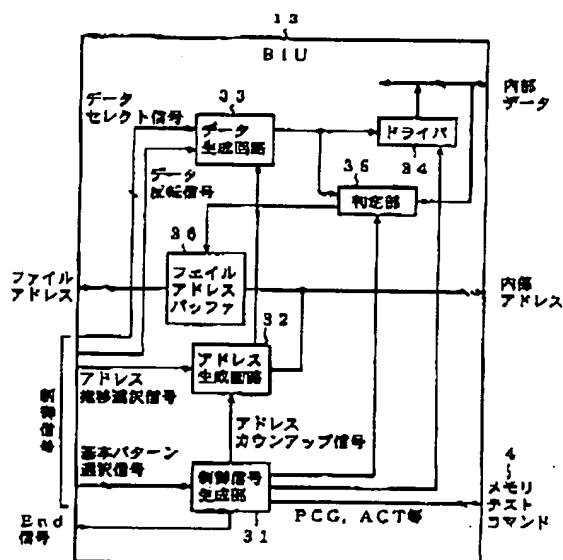 13
BIU
データ
セレクト信号
33
データ
生成回路
データ
反転信号
内部
データ
ドライバ
34
35
判定部
36
フェイル
アドレス
バッファ
ファイル
アドレス
内部
アドレス
32
アドレス
生成回路
制御信号
アドレス
推移選択信号
アドレス
カウンアップ信号
基本パターン
選択信号
制御信号
生成部
31
End
信号
PCG, ACT等
4
メモリ
テスト
コマンド